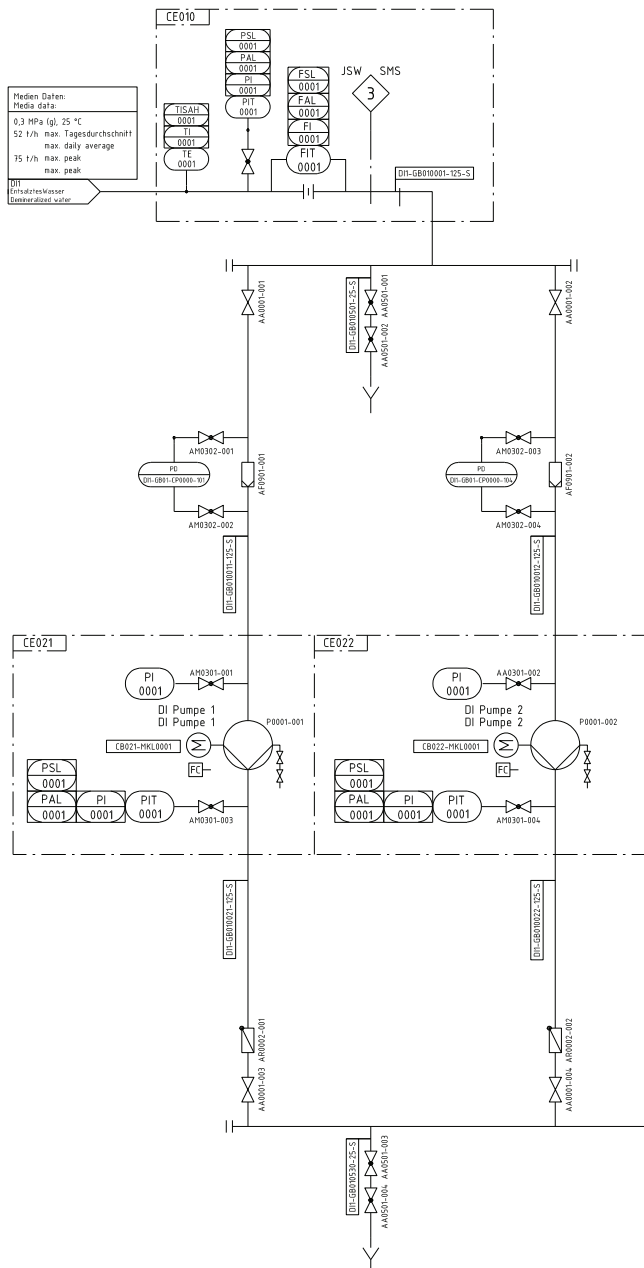 CE010
PSL
0001
PAL
0001
PI
0001
PIT
0001
TISAH
0001
TI
0001
TE
0001
FSL
0001
FAL
0001
FI
0001
FIT
0001
JSW SMS
3
DI1-GB010001-125-S
Medien Daten:
Media data:
0,3 MPa (g), 25 °C
52 t/h max. Tagesdurchschnitt
max. daily average
75 t/h max. peak
max. peak
DI1
EntsalztesWasser
Demineralized water
AA0001-001
DI1-GB010501-25-S
AA0501-001
AA0501-002
AA0001-002
AM0302-001
PD
DI1-GB01-CP0000-101
AF0901-001
AM0302-002
AM0302-003
PD
DI1-GB01-CP0000-104
AF0901-002
AM0302-004
DI1-GB010011-125-S
DI1-GB010012-125-S
CE021
PI
0001
AM0301-001
DI Pumpe 1
DI Pumpe 1
P0001-001
CB021-MKL0001
Σ
FC
PSL
0001
PAL
0001
PI
0001
PIT
0001
AM0301-003
CE022
PI
0001
AA0301-002
DI Pumpe 2
DI Pumpe 2
P0001-002
CB022-MKL0001
Σ
FC
PSL
0001
PAL
0001
PI
0001
PIT
0001
AM0301-004
DI1-GB010021-125-S
DI1-GB010022-125-S
AR0002-001
AA0001-003
AR0002-002
AA0001-004
DI1-GB010530-25-S
AA0501-003
AA0501-004